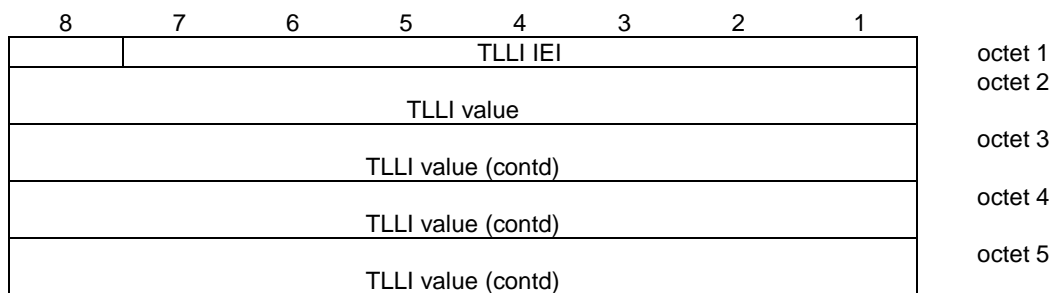 8 7 6 5 4 3 2 1
TLLI IEI octet 1
octet 2
TLLI value
octet 3
TLLI value (contd)
octet 4
TLLI value (contd)
octet 5
TLLI value (contd)